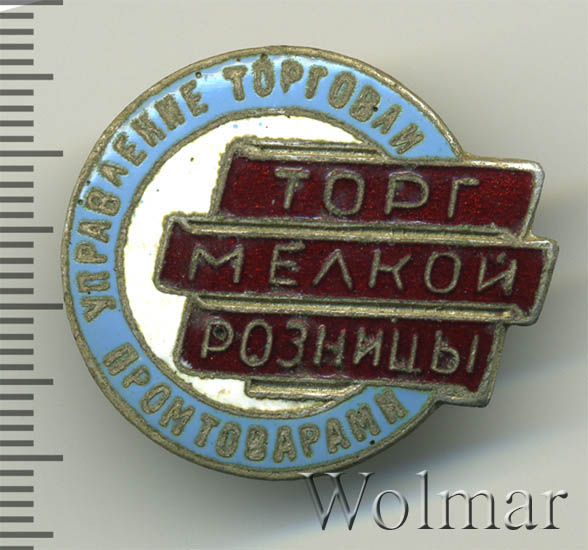 УПРАВЛЕНИЕ ТОРГОВЛИ
ПРОМТОВАРАМИ
ТОРГ
МЕЛКОЙ
РОЗНИЦЫ
Wolmar